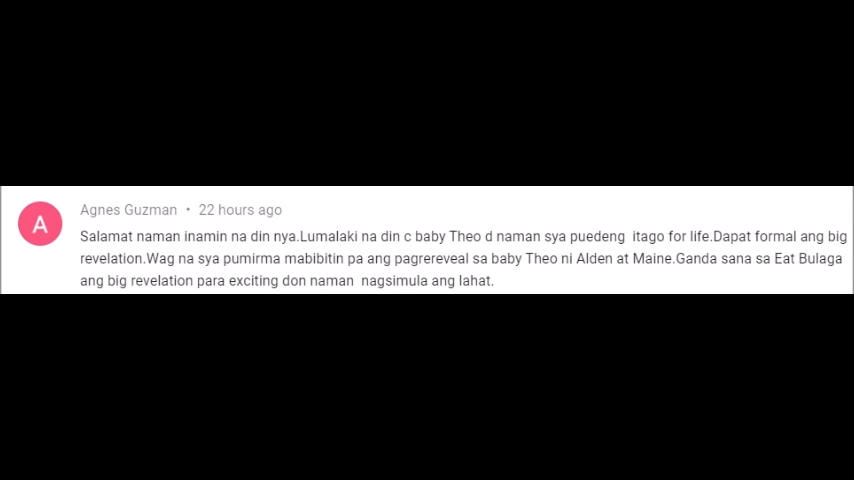 A
Agnes Guzman • 22 hours ago
Salamat naman inamin na din nya.Lumalaki na din c baby Theo d naman sya puedeng itago for life.Dapat formal ang big
revelation.Wag na sya pumirma mabibitin pa ang pagrereveal sa baby Theo ni Alden at Maine.Ganda sana sa Eat Bulaga
ang big revelation para exciting don naman nagsimula ang lahat.